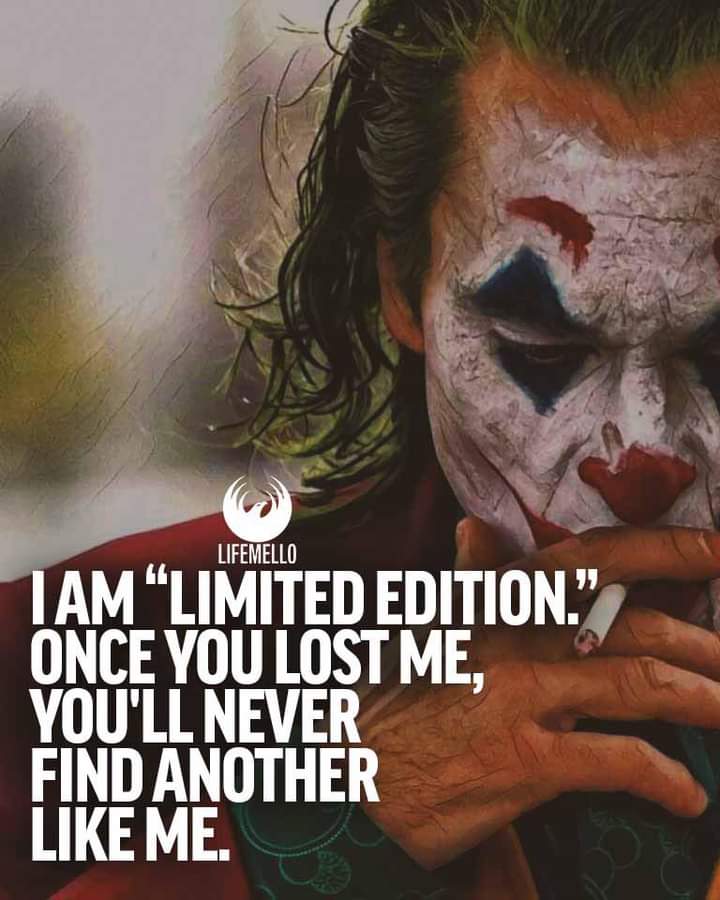 LIFEMELLO
I AM “LIMITED EDITION.”
ONCE YOU LOST ME,
YOU'LL NEVER
FIND ANOTHER
LIKE ME.